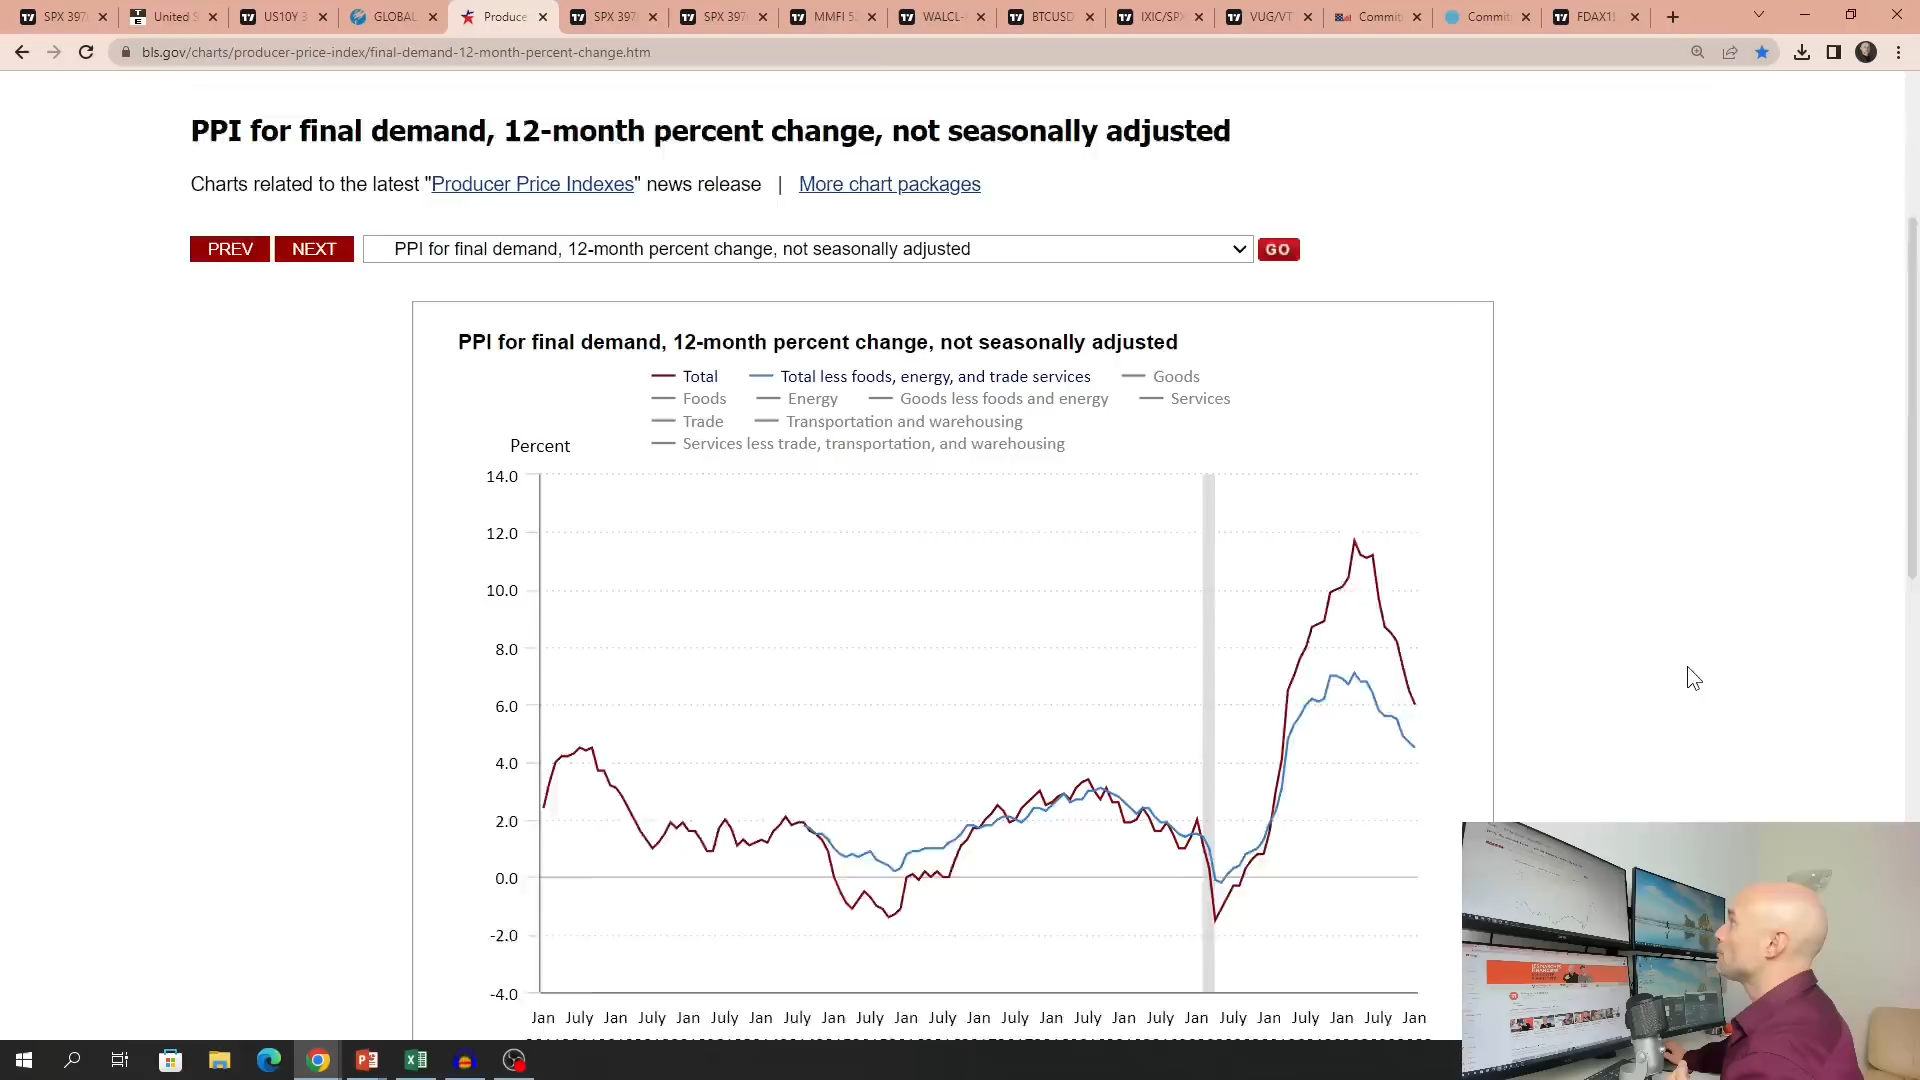 SPX 397
United S
US10Y 3
GLOBAL
Produce
SPX 397
SPX 397
MMFI 5
WALCL
BTCUSD
IXIC/SPX
VUG/VT
Commit
Commit
FDAX1!
bls.gov/charts/producer-price-index/final-demand-12-month-percent-change.htm
PPI for final demand, 12-month percent change, not seasonally adjusted
Charts related to the latest "Producer Price Indexes" news release | More chart packages
PREV NEXT PPI for final demand, 12-month percent change, not seasonally adjusted GO
PPI for final demand, 12-month percent change, not seasonally adjusted
Total Total less foods, energy, and trade services Goods
Foods Energy Goods less foods and energy Services
Trade Transportation and warehousing
Services less trade, transportation, and warehousing
Percent
14.0
12.0
10.0
8.0
6.0
4.0
2.0
0.0
-2.0
-4.0
Jan July Jan July Jan July Jan July Jan July Jan July Jan July Jan July Jan July Jan July Jan July Jan July Jan